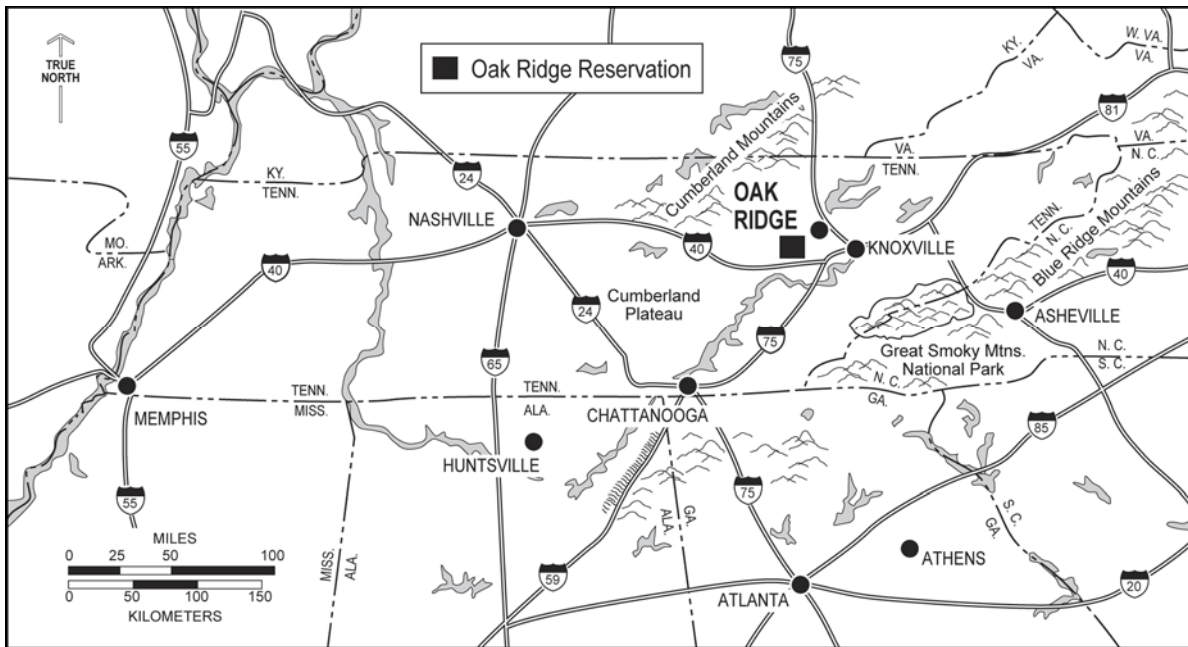 TRUE
NORTH
Oak Ridge Reservation
75
KY.
VA.
W. VA.
VA.
81
55
24
Cumberland Mountains
VA.
TENN.
VA.
N. C.
KY.
TENN.
NASHVILLE
OAK
RIDGE
KNOXVILLE
TENN.
N. C.
Blue Ridge Mountains
MO.
ARK.
40
40
40
Cumberland
Plateau
24
75
65
ASHEVILLE
Great Smoky Mtns.
National Park
N. C.
S. C.
MEMPHIS
TENN.
MISS.
TENN.
ALA.
CHATTANOOGA
N. C.
GA.
85
HUNTSVILLE
55
75
GA.
ALA.
S. C.
GA.
MILES
0 25 50 100
0 50 100 150
KILOMETERS
MISS.
ALA.
59
ATHENS
ATLANTA
20